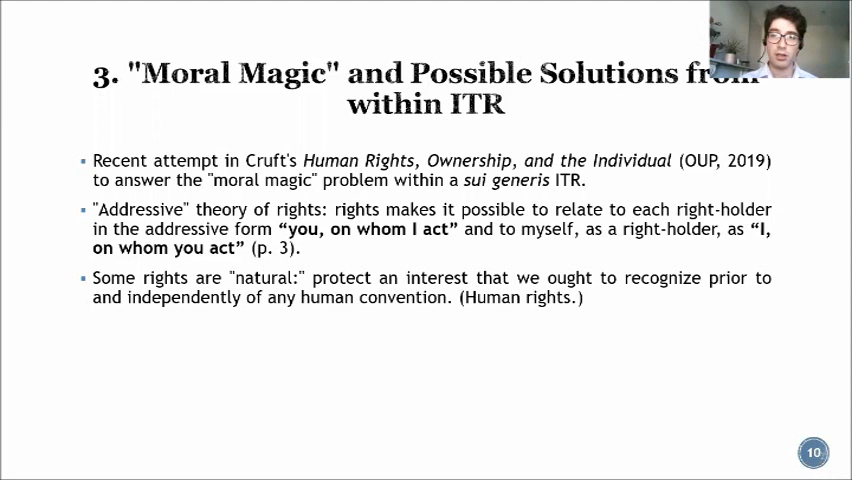 3. "Moral Magic" and Possible Solutions from
within ITR
▪ Recent attempt in Cruft's Human Rights, Ownership, and the Individual (OUP, 2019)
to answer the "moral magic" problem within a sui generis ITR.
▪ "Addressive" theory of rights: rights makes it possible to relate to each right-holder
in the addressive form “you, on whom I act” and to myself, as a right-holder, as “I,
on whom you act” (p. 3).
▪ Some rights are "natural:" protect an interest that we ought to recognize prior to
and independently of any human convention. (Human rights.)
10